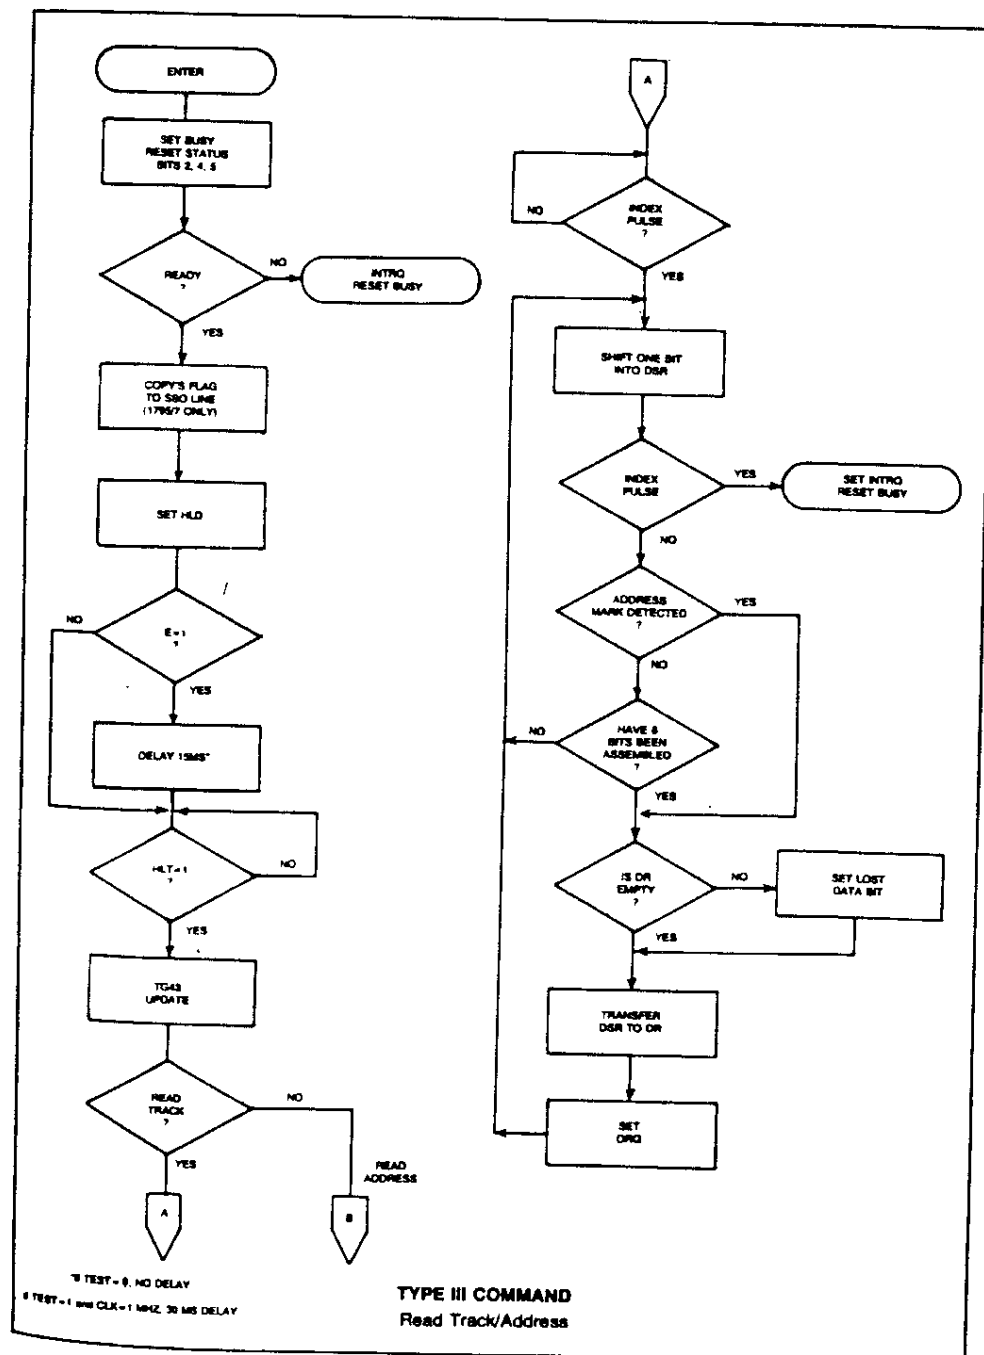 ENTER
SET BUSY
RESET STATUS
BITS 2, 4, 5
READY
?
NO
INTRQ
RESET BUSY
YES
COPY'S FLAG
TO SSO LINE
(1795/7 ONLY)
SET HLD
NO
E=1
?
YES
DELAY 15MS*
HLT=1
?
NO
YES
TG43
UPDATE
READ
TRACK
?
NO
YES
READ
ADDRESS
A
B
*If TEST = 0, NO DELAY
If TEST = 1 and CLK = 1 MHZ, 30 MS DELAY
A
NO
INDEX
PULSE
?
YES
SHIFT ONE BIT
INTO DSR
INDEX
PULSE
YES
SET INTRQ
RESET BUSY
NO
ADDRESS
MARK DETECTED
?
YES
NO
NO
HAVE 8
BITS BEEN
ASSEMBLED
?
YES
IS DR
EMPTY
?
NO
SET LOST
DATA BIT
YES
TRANSFER
DSR TO DR
SET
DRQ
TYPE III COMMAND
Read Track/Address